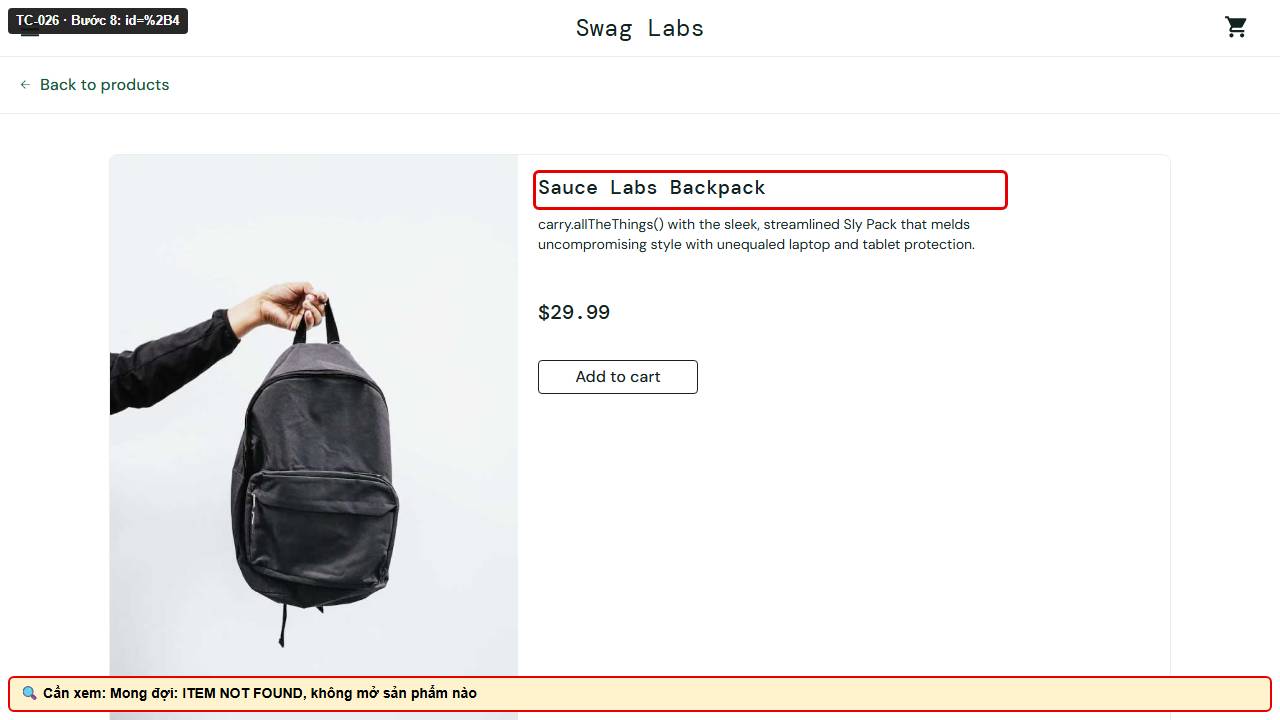 TC-026 · Bước 8: id=%2B4
Swag Labs
Back to products
Sauce Labs Backpack
carry.allTheThings() with the sleek, streamlined Sly Pack that melds
uncompromising style with unequaled laptop and tablet protection.
$29.99
Add to cart
🔍 Cần xem: Mong đợi: ITEM NOT FOUND, không mở sản phẩm nào